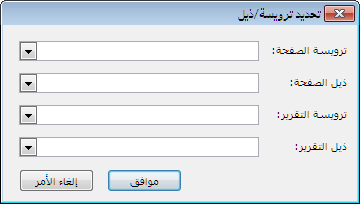 تحديد ترويسة/ذيل
ترويسة الصفحة:
ذيل الصفحة:
ترويسة التقرير:
ذيل التقرير:
موافق
إلغاء الأمر